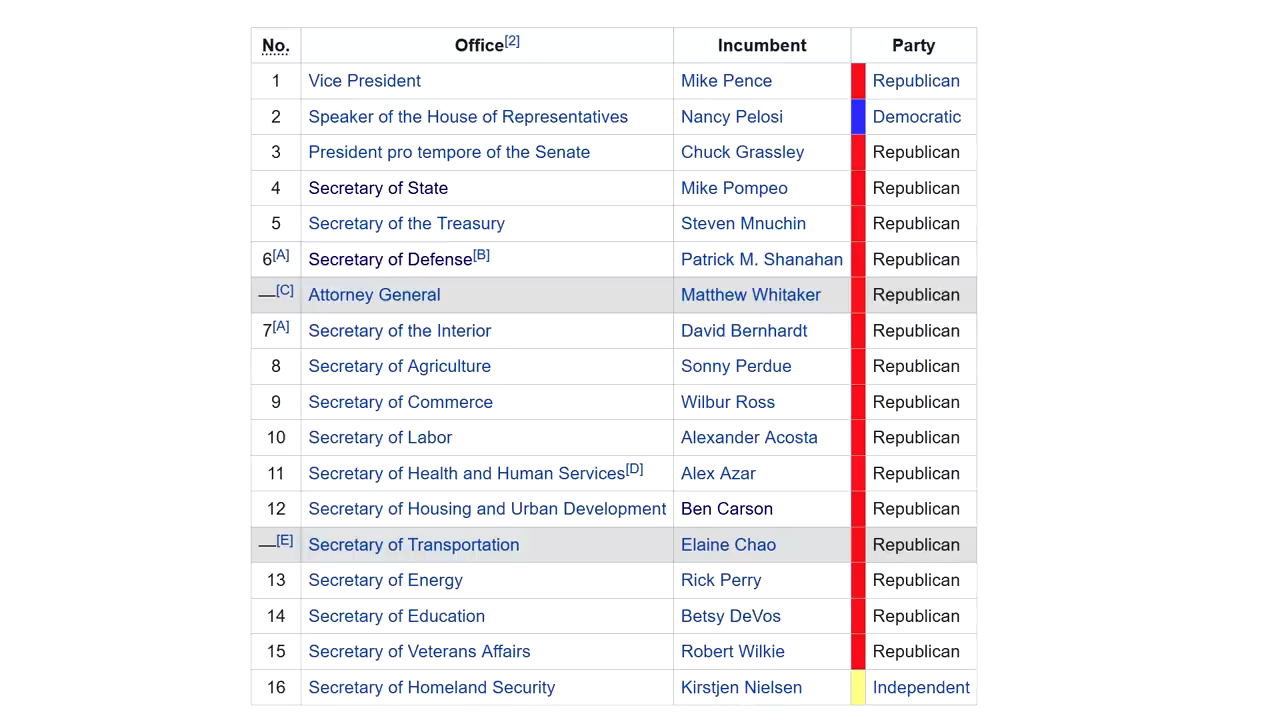 No. Office[2] Incumbent Party
1 Vice President Mike Pence Republican
2 Speaker of the House of Representatives Nancy Pelosi Democratic
3 President pro tempore of the Senate Chuck Grassley Republican
4 Secretary of State Mike Pompeo Republican
5 Secretary of the Treasury Steven Mnuchin Republican
6[A] Secretary of Defense[B] Patrick M. Shanahan Republican
—[C] Attorney General Matthew Whitaker Republican
7[A] Secretary of the Interior David Bernhardt Republican
8 Secretary of Agriculture Sonny Perdue Republican
9 Secretary of Commerce Wilbur Ross Republican
10 Secretary of Labor Alexander Acosta Republican
11 Secretary of Health and Human Services[D] Alex Azar Republican
12 Secretary of Housing and Urban Development Ben Carson Republican
—[E] Secretary of Transportation Elaine Chao Republican
13 Secretary of Energy Rick Perry Republican
14 Secretary of Education Betsy DeVos Republican
15 Secretary of Veterans Affairs Robert Wilkie Republican
16 Secretary of Homeland Security Kirstjen Nielsen Independent